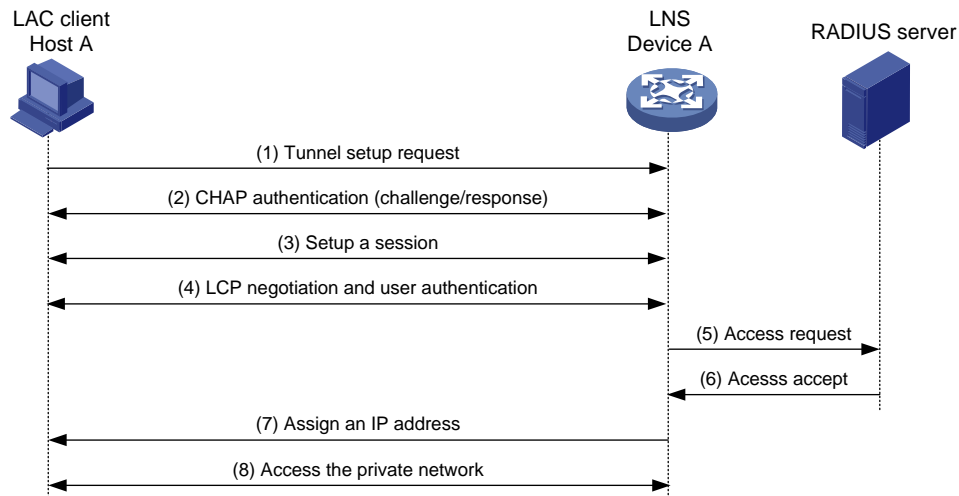 LAC client
Host A
LNS
Device A
RADIUS server
(1) Tunnel setup request
(2) CHAP authentication (challenge/response)
(3) Setup a session
(4) LCP negotiation and user authentication
(5) Access request
(6) Acesss accept
(7) Assign an IP address
(8) Access the private network